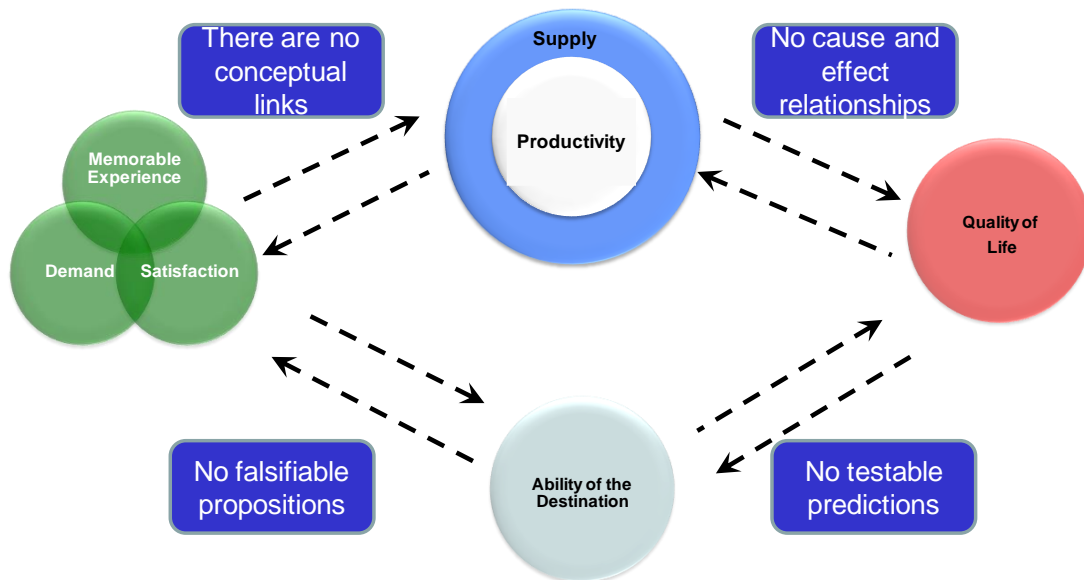 There are no
conceptual
links
Supply
Productivity
No cause and
effect
relationships
Memorable
Experience
Demand
Satisfaction
Quality of
Life
No falsifiable
propositions
Ability of the
Destination
No testable
predictions